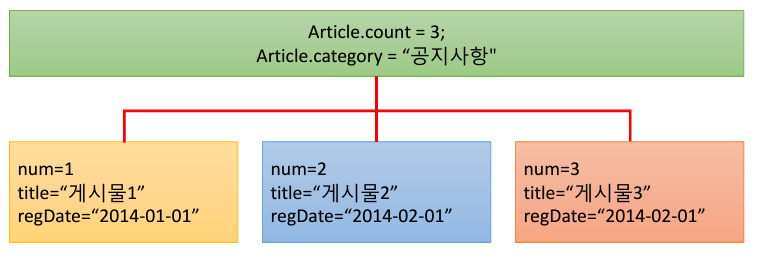 Article.count = 3;
Article.category = “공지사항"
num=1
title=“게시물1”
regDate=“2014-01-01”
num=2
title=“게시물2”
regDate=“2014-02-01”
num=3
title=“게시물3”
regDate=“2014-02-01”